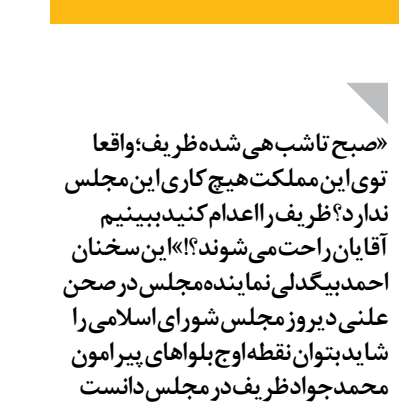 «صبح تا شب هی شده ظریف؛ واقعا
توی این مملکت هیچ کاری این مجلس
ندارد؟ ظریف را اعدام کنید ببینیم
آقایان راحت می‌شوند؟!» این سخنان
احمد بیگدلی نماینده مجلس در صحن
علنی دیروز مجلس شورای اسلامی را
شاید بتوان نقطه اوج بلواهای پیرامون
محمدجواد ظریف در مجلس دانست